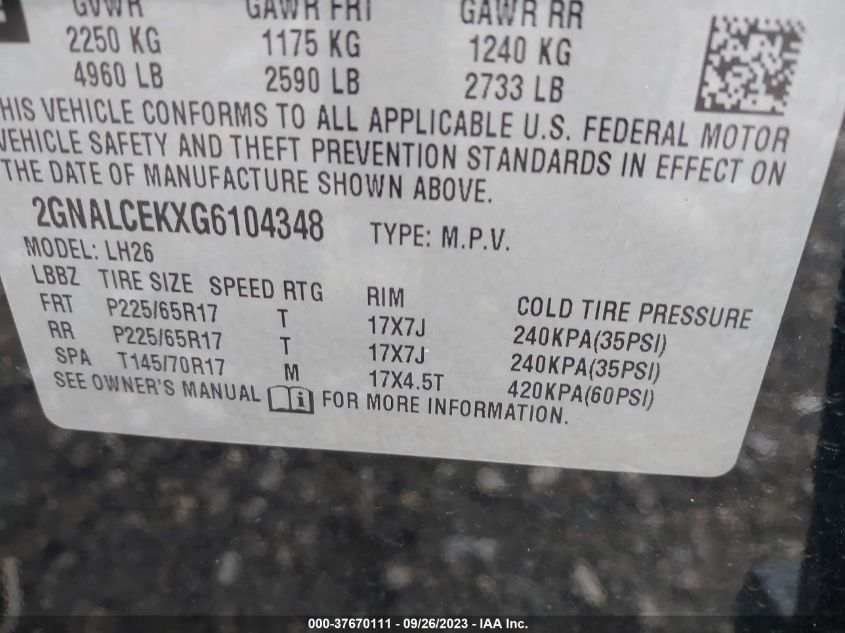 GVWR GAWR FRT GAWR RR
2250 KG 1175 KG 1240 KG
4960 LB 2590 LB 2733 LB
HIS VEHICLE CONFORMS TO ALL APPLICABLE U.S. FEDERAL MOTOR
VEHICLE SAFETY AND THEFT PREVENTION STANDARDS IN EFFECT ON
THE DATE OF MANUFACTURE SHOWN ABOVE.
2GNALCEKXG6104348 TYPE: M.P.V.
MODEL: LH26
LBBZ TIRE SIZE SPEED RTG RIM COLD TIRE PRESSURE
FRT P225/65R17 T 17X7J 240KPA(35PSI)
RR P225/65R17 T 17X7J 240KPA(35PSI)
SPA T145/70R17 M 17X4.5T 420KPA(60PSI)
SEE OWNER'S MANUAL FOR MORE INFORMATION.
000-37670111 - 09/26/2023 - IAA Inc.